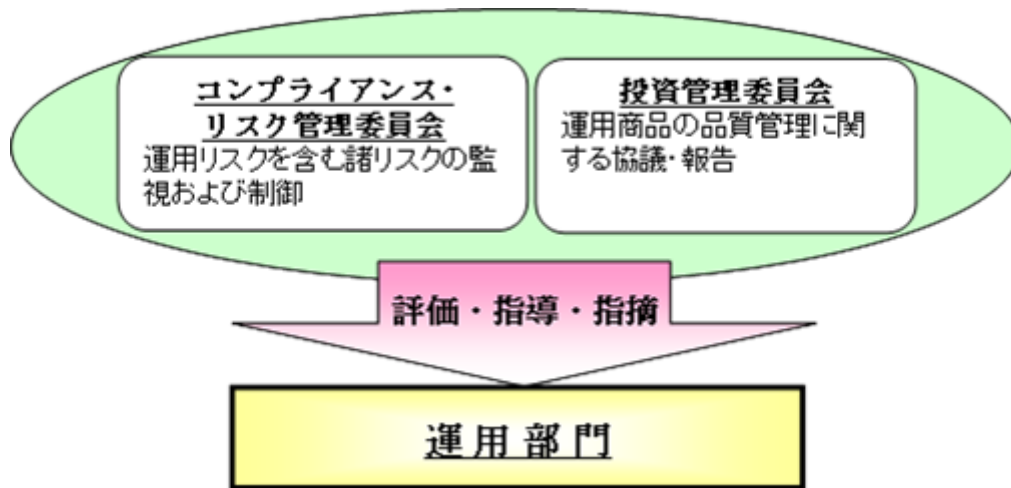 コンプライアンス・
リスク管理委員会
運用リスクを含む諸リスクの監
視および制御
投資管理委員会
運用商品の品質管理に関
する協議・報告
評価・指導・指摘
運用部門